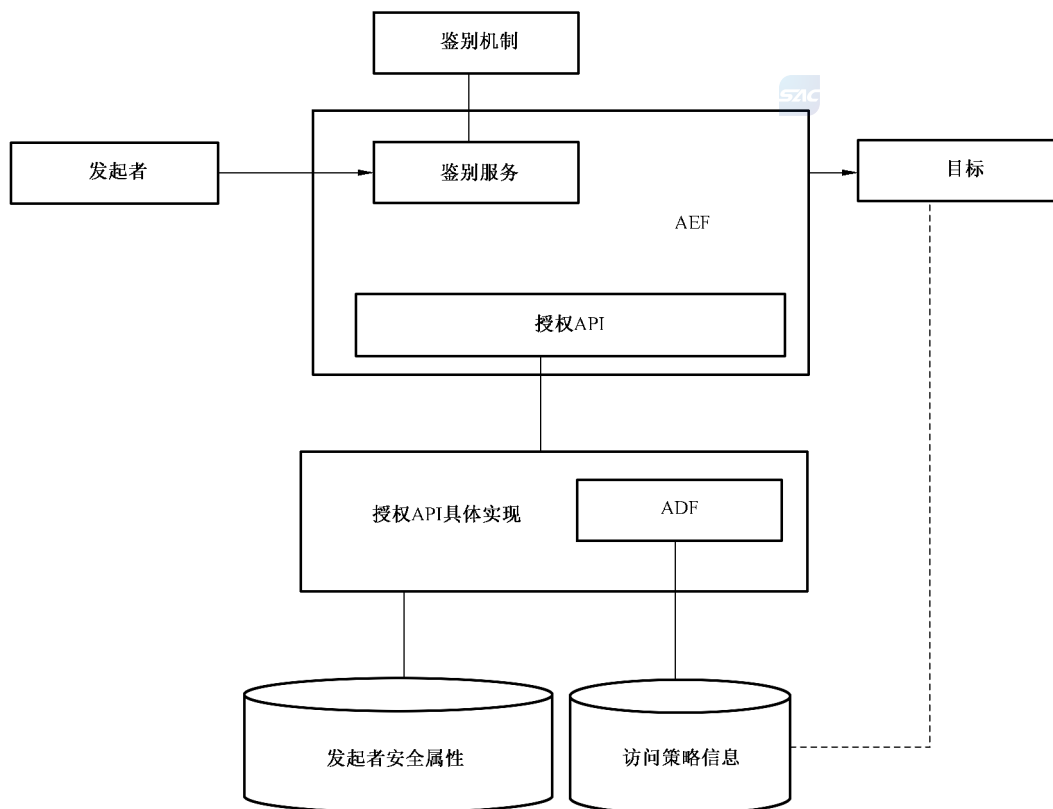 鉴别机制
SAC
发起者
鉴别服务
目标
AEF
授权API
授权API具体实现
ADF
发起者安全属性
访问策略信息